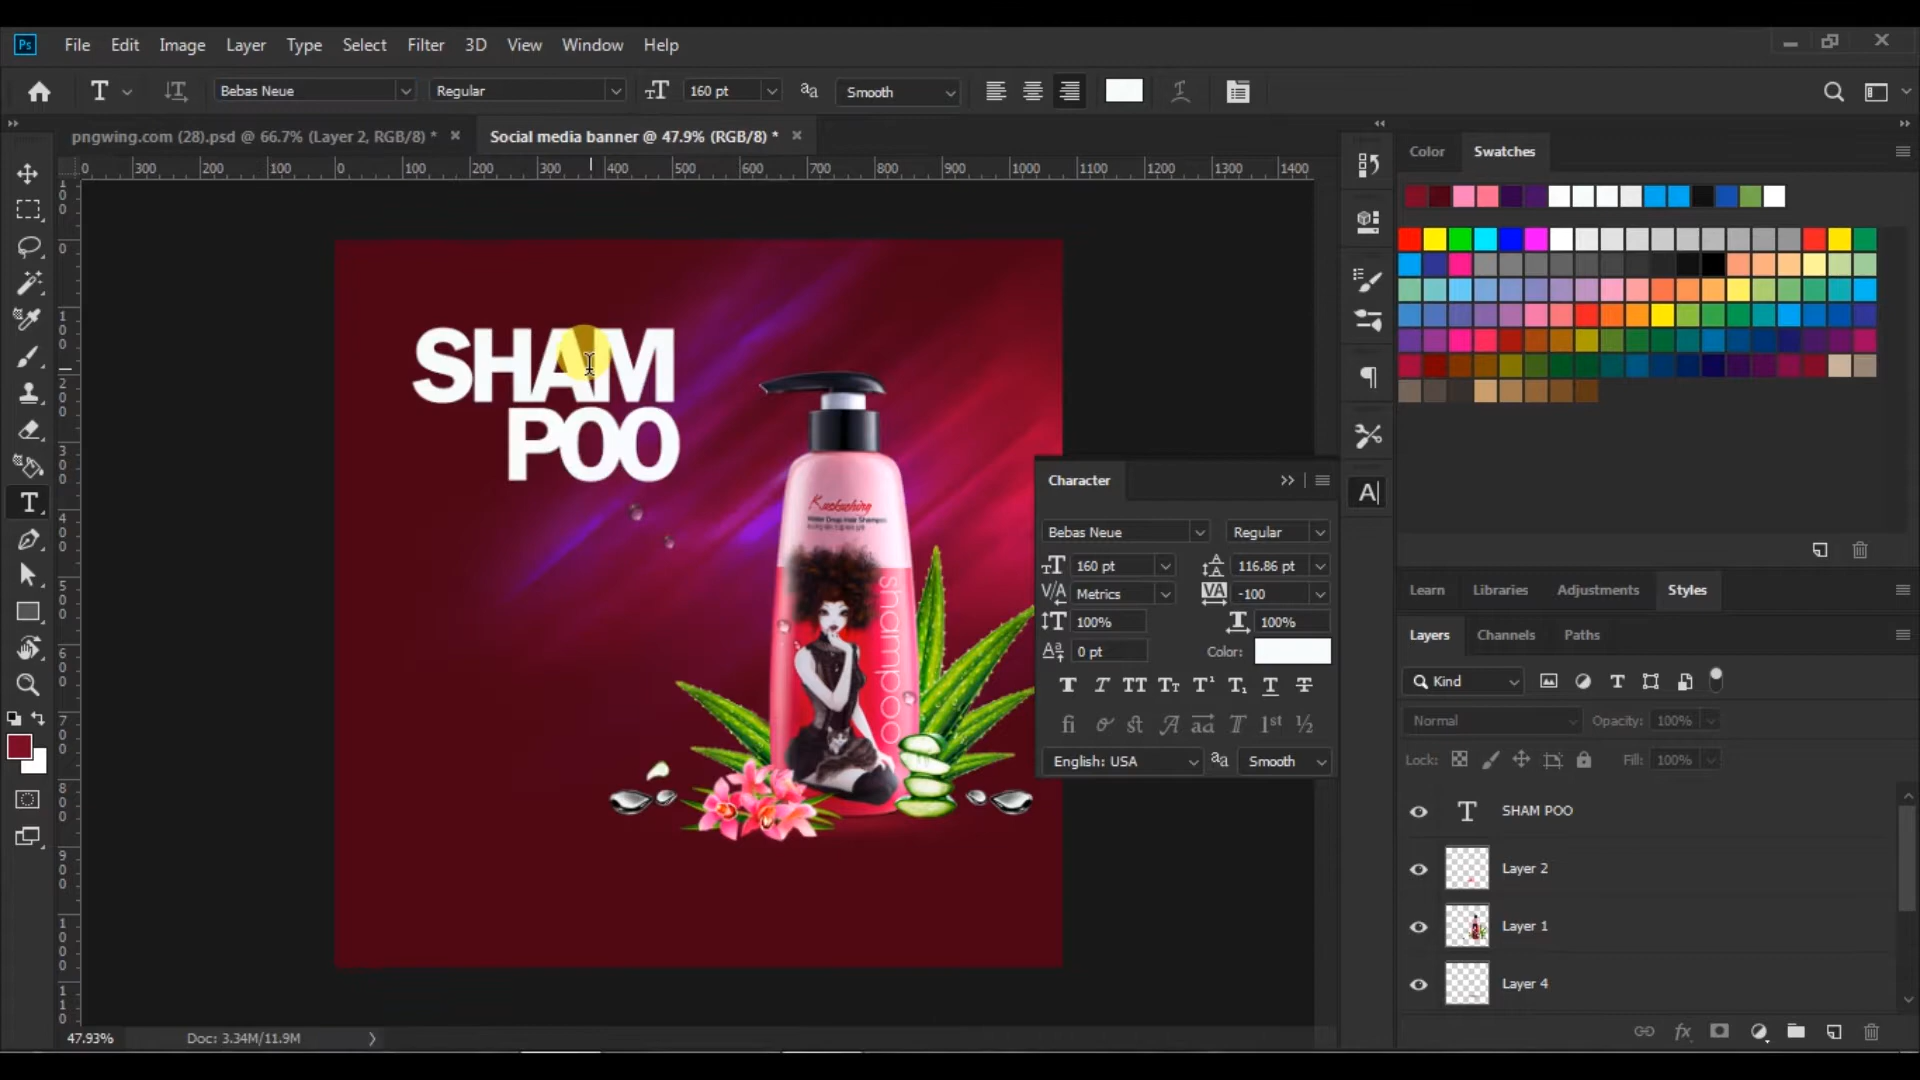 Ps File Edit Image Layer Type Select Filter 3D View Window Help
T Bebas Neue Regular 160 pt Smooth
pngwing.com (28).psd @ 66.7% (Layer 2, RGB/8) * Social media banner @ 47.9% (RGB/8) *
0 300 200 100 0 100 200 300 400 500 600 700 800 900 1000 1100 1200 1300 1400
SHAM
POO
shampoo
Character
Bebas Neue Regular
160 pt 116.86 pt
Metrics -100
100% 100%
0 pt Color:
English: USA Smooth
Color Swatches
Learn Libraries Adjustments Styles
Layers Channels Paths
Kind
Normal Opacity: 100%
Lock: Fill: 100%
SHAM POO
Layer 2
Layer 1
Layer 4
47.93% Doc: 3.34M/11.9M